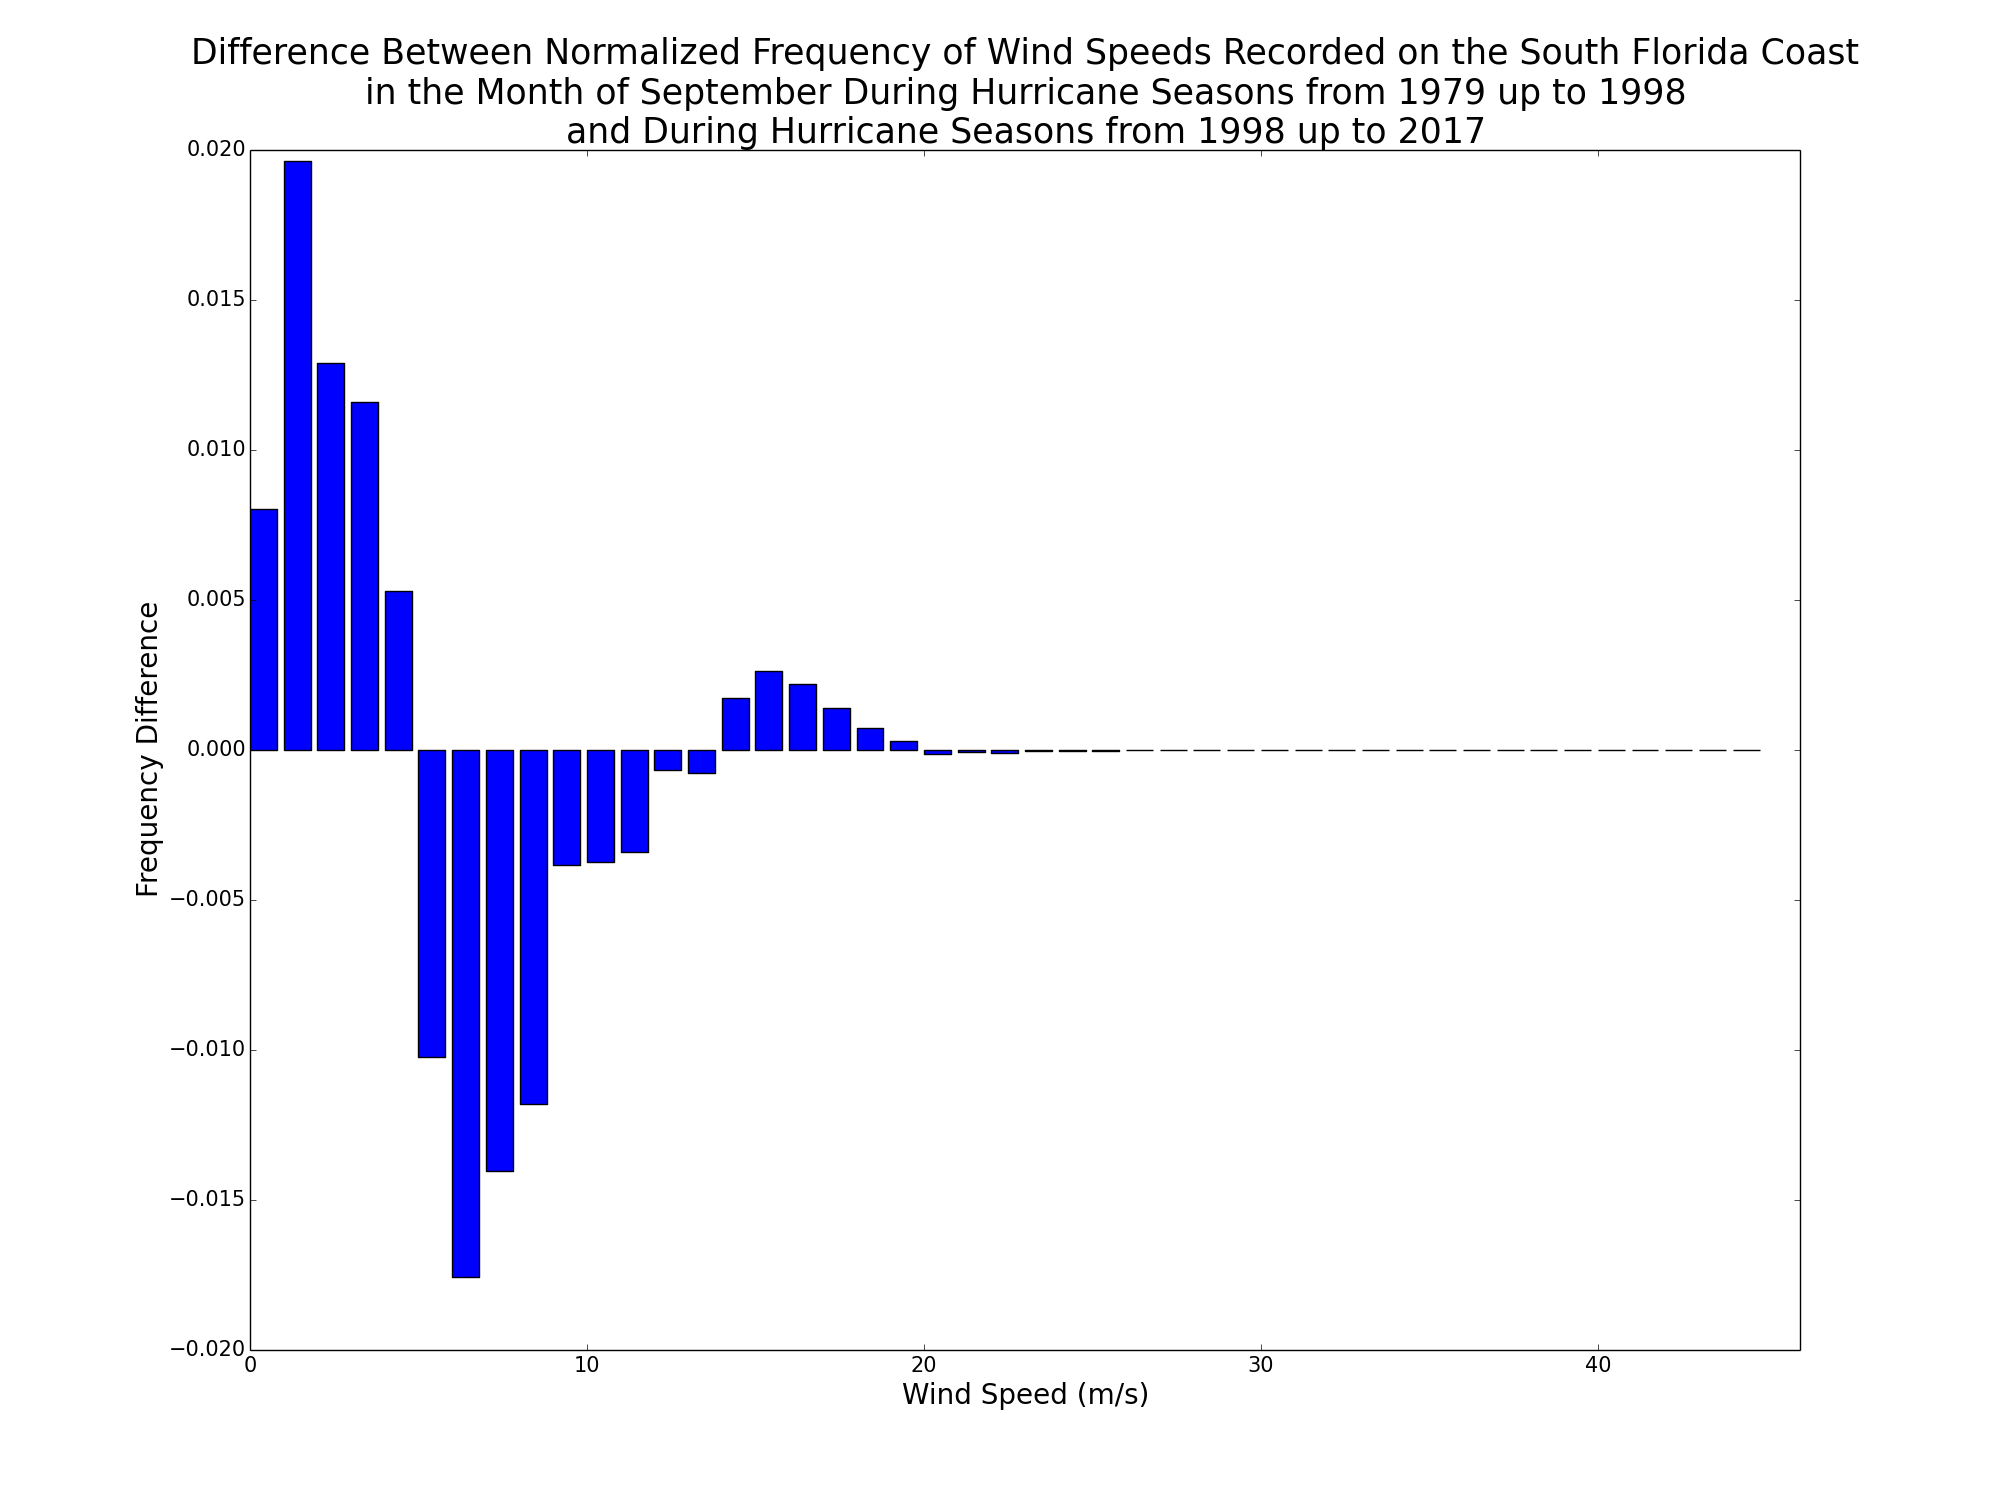 Difference Between Normalized Frequency of Wind Speeds Recorded on the South Florida Coast
in the Month of September During Hurricane Seasons from 1979 up to 1998
and During Hurricane Seasons from 1998 up to 2017
0.020
0.015
0.010
0.005
0.000
−0.005
−0.010
−0.015
−0.020
Frequency Difference
0 10 20 30 40
Wind Speed (m/s)